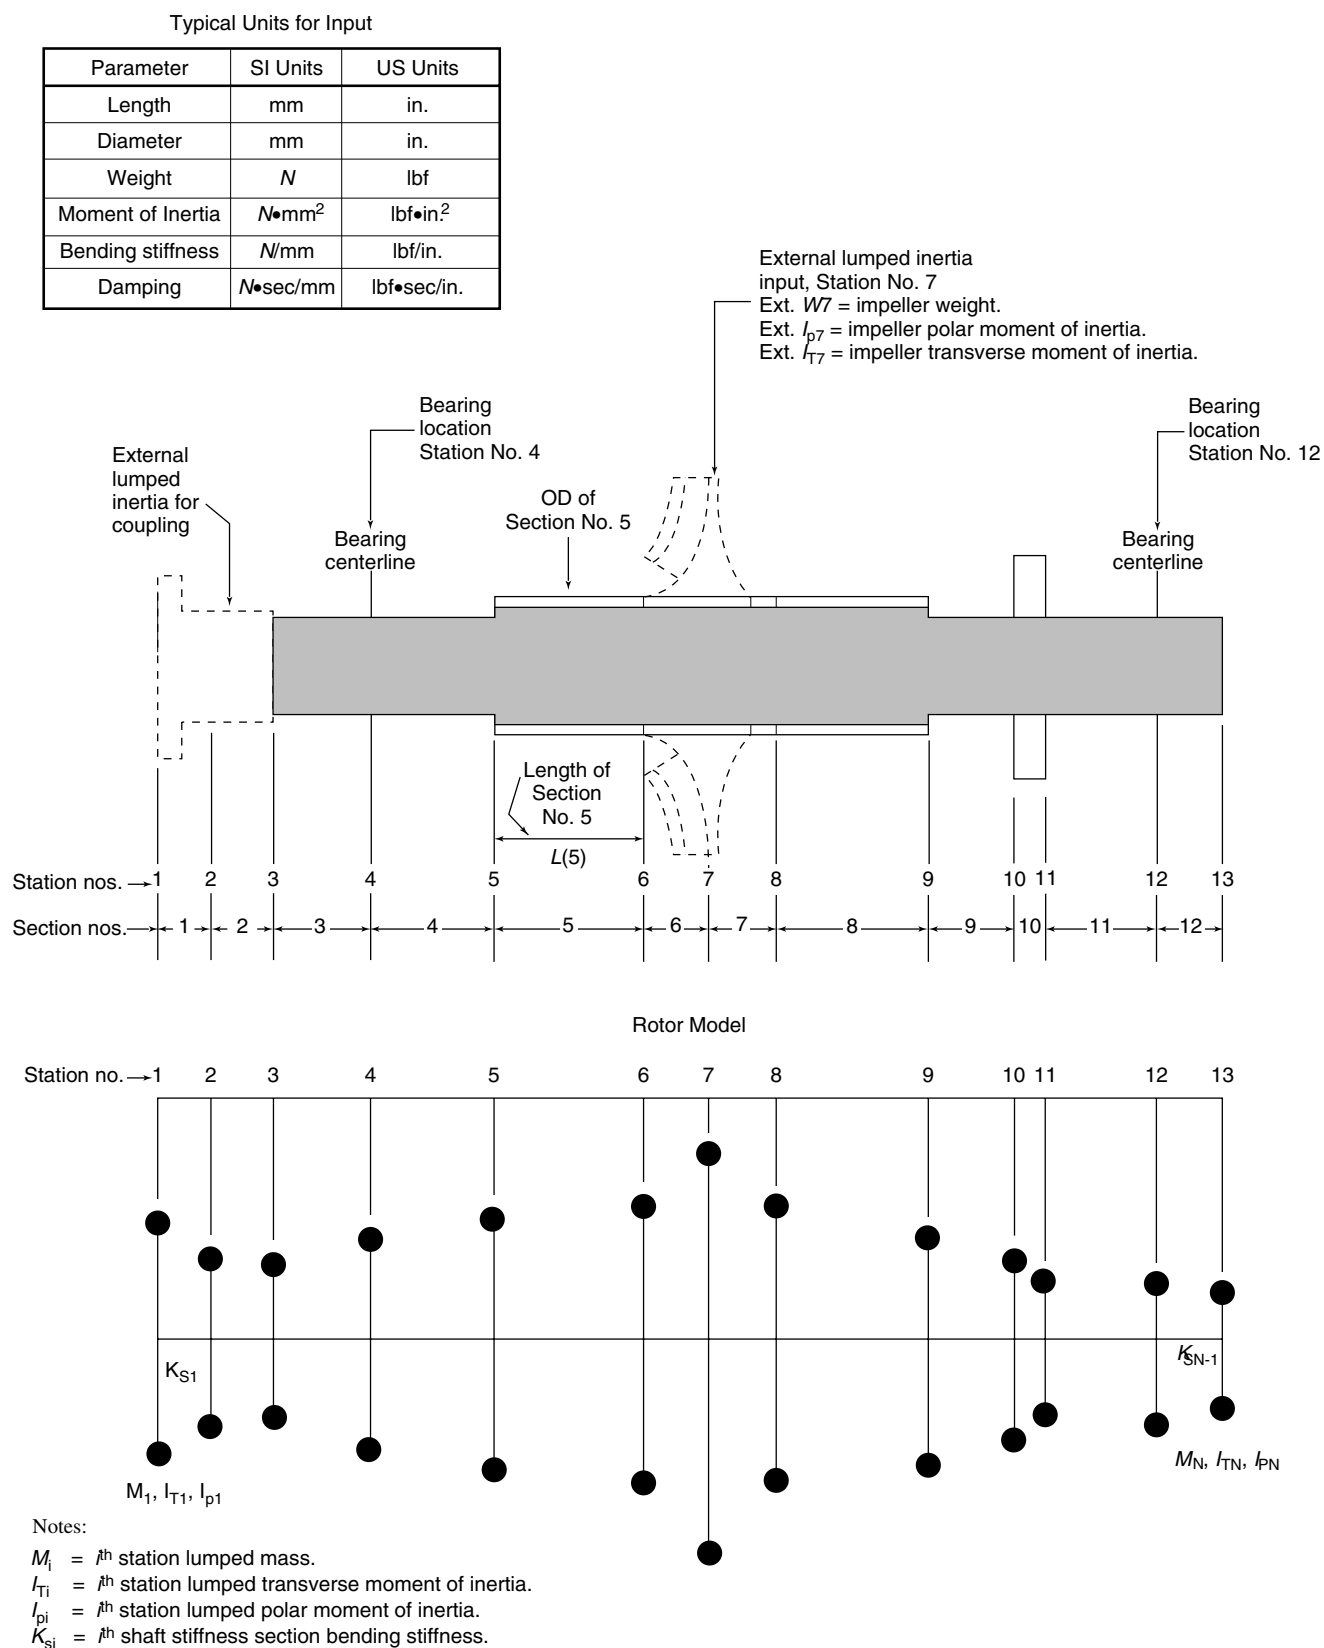 Typical Units for Input
Parameter SI Units US Units
Length mm in.
Diameter mm in.
Weight N lbf
Moment of Inertia N•mm² lbf•in.²
Bending stiffness N/mm lbf/in.
Damping N•sec/mm lbf•sec/in.
External lumped inertia
input, Station No. 7
Ext. W7 = impeller weight.
Ext. Ip7 = impeller polar moment of inertia.
Ext. IT7 = impeller transverse moment of inertia.
Bearing
location
Station No. 4
Bearing
location
Station No. 12
External
lumped
inertia for
coupling
OD of
Section No. 5
Bearing
centerline
Bearing
centerline
Length of
Section
No. 5
L(5)
Station nos. 1 2 3 4 5 6 7 8 9 10 11 12 13
Section nos. 1 2 3 4 5 6 7 8 9 10 11 12
Rotor Model
Station no. 1 2 3 4 5 6 7 8 9 10 11 12 13
KS1
KSN-1
M1, IT1, Ip1
MN, ITN, IPN
Notes:
Mi = ith station lumped mass.
ITi = ith station lumped transverse moment of inertia.
Ipi = ith station lumped polar moment of inertia.
Ksi = ith shaft stiffness section bending stiffness.